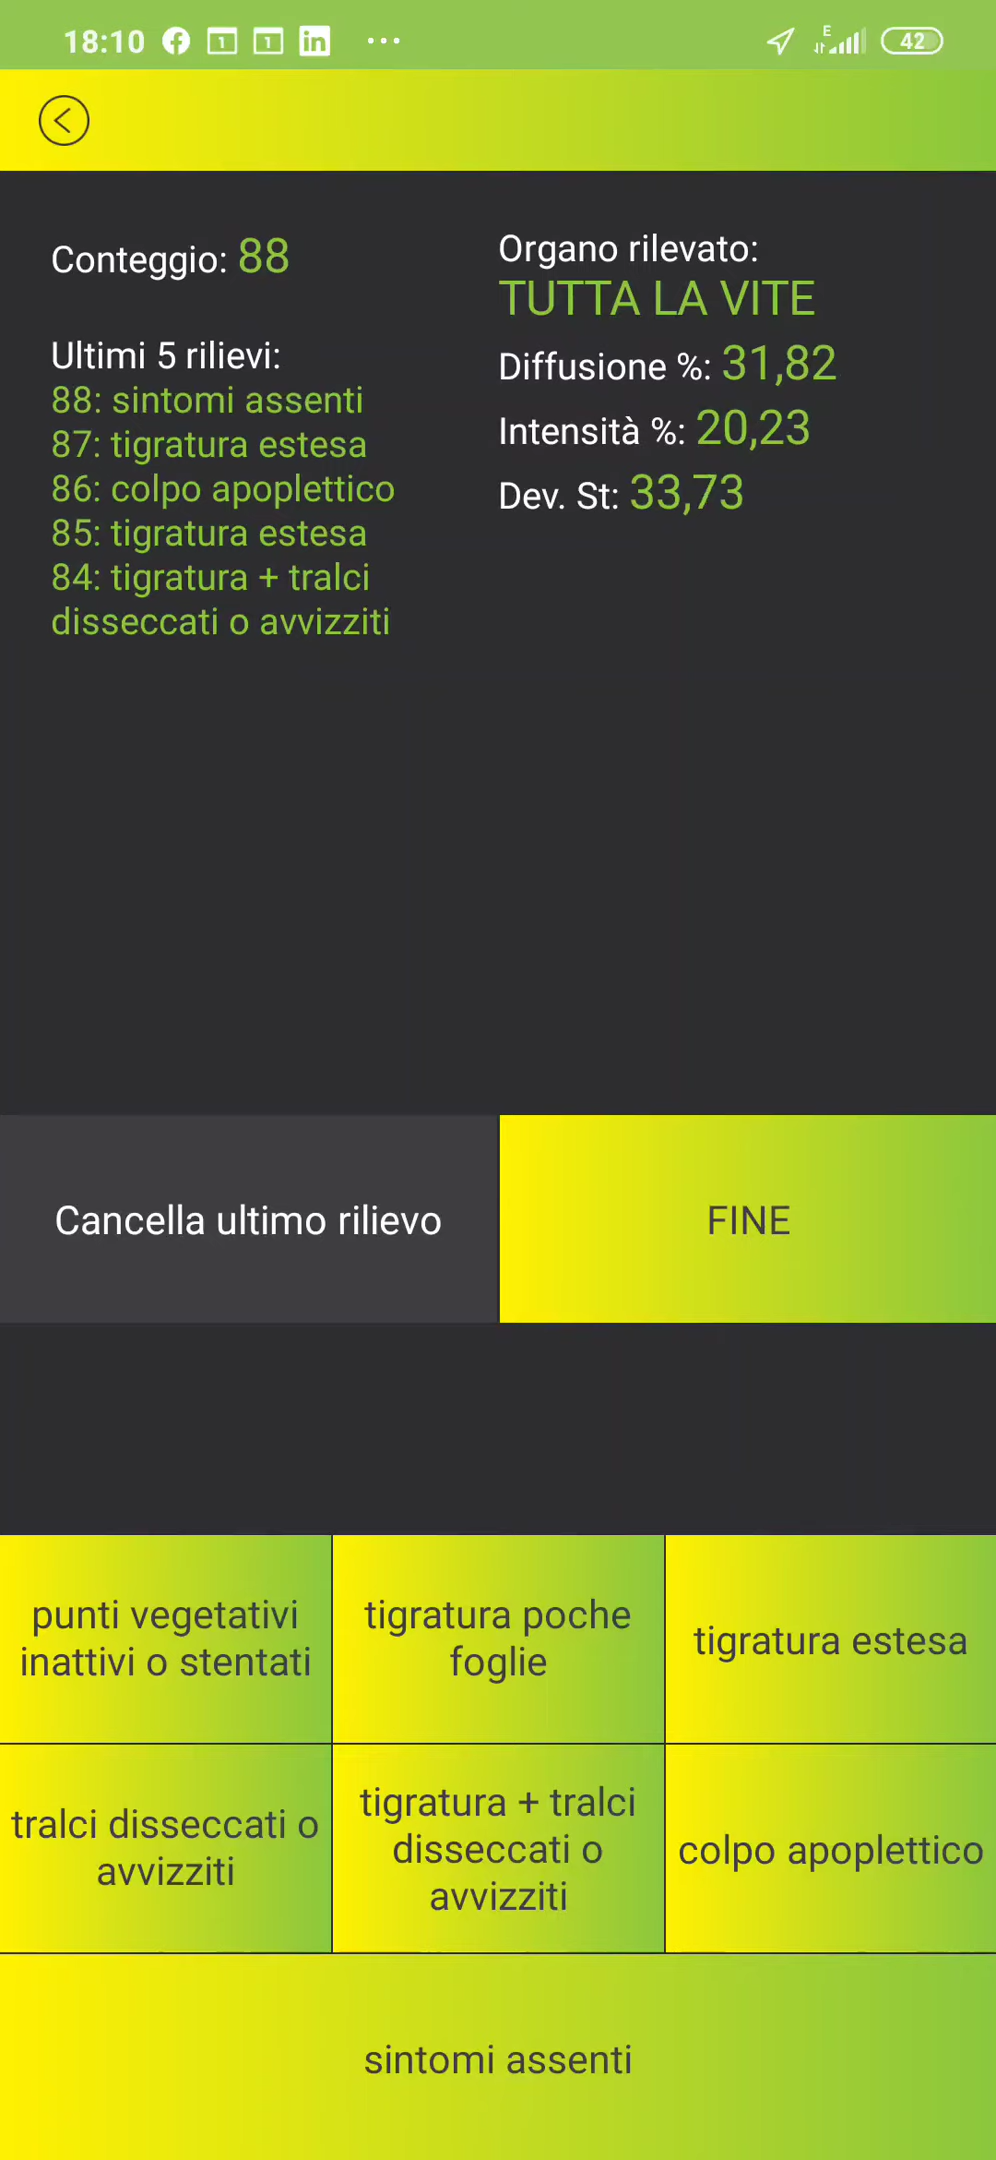 18:10
1
1
in
...
E
42
Conteggio: 88
Ultimi 5 rilievi:
88: sintomi assenti
87: tigratura estesa
86: colpo apoplettico
85: tigratura estesa
84: tigratura + tralci
disseccati o avvizziti
Organo rilevato:
TUTTA LA VITE
Diffusione %: 31,82
Intensità %: 20,23
Dev. St: 33,73
Cancella ultimo rilievo
FINE
punti vegetativi
inattivi o stentati
tigratura poche
foglie
tigratura estesa
tralci disseccati o
avvizziti
tigratura + tralci
disseccati o
avvizziti
colpo apoplettico
sintomi assenti